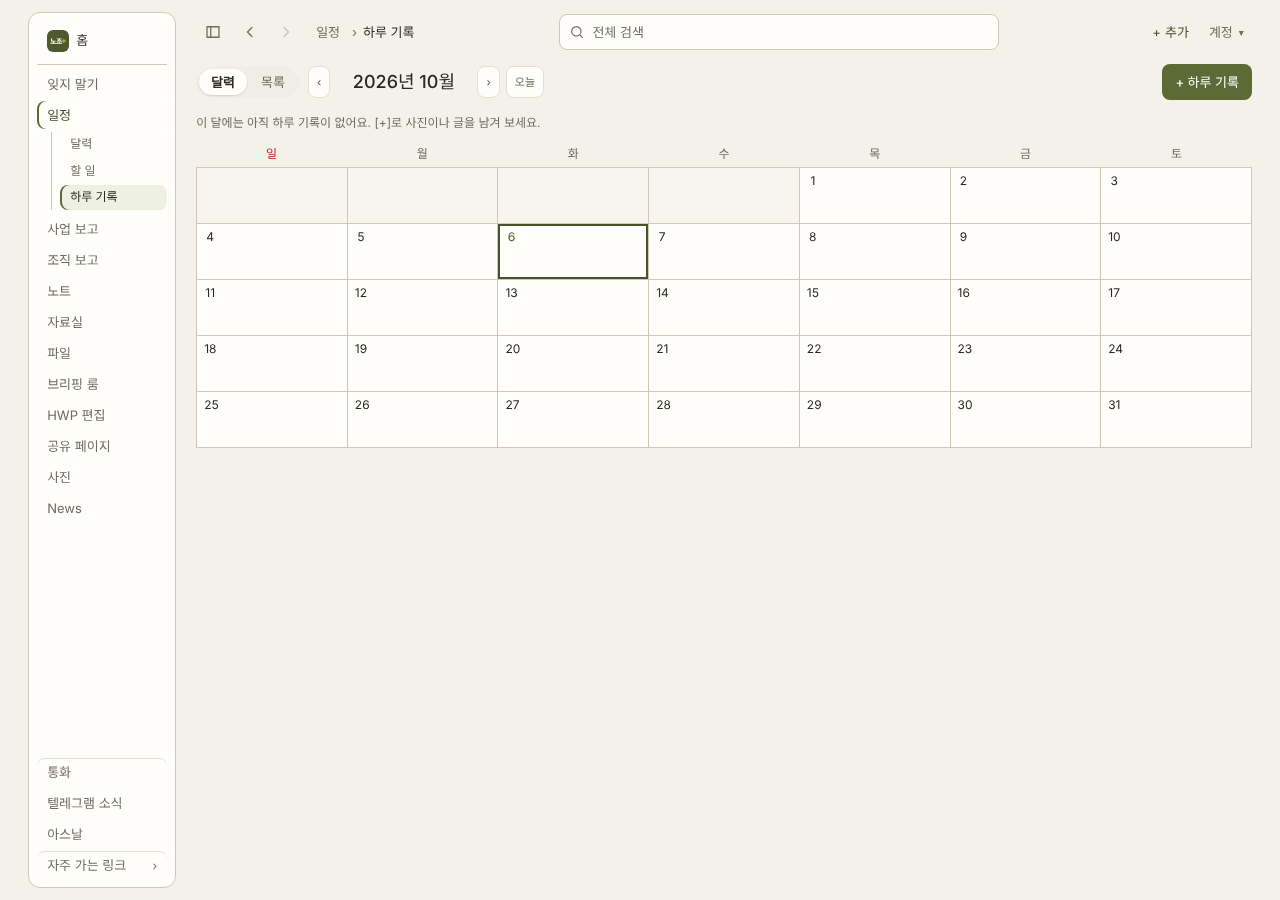 노조+ 홈
잊지 말기
일정
달력
할 일
하루 기록
사업 보고
조직 보고
노트
자료실
파일
브리핑 룸
HWP 편집
공유 페이지
사진
News
통화
텔레그램 소식
아스날
자주 가는 링크 ›
일정 › 하루 기록
전체 검색
+ 추가 계정 ▾
달력 목록 ‹ 2026년 10월 › 오늘
+ 하루 기록
이 달에는 아직 하루 기록이 없어요. [+]로 사진이나 글을 남겨 보세요.
일 월 화 수 목 금 토
1 2 3
4 5 6 7 8 9 10
11 12 13 14 15 16 17
18 19 20 21 22 23 24
25 26 27 28 29 30 31